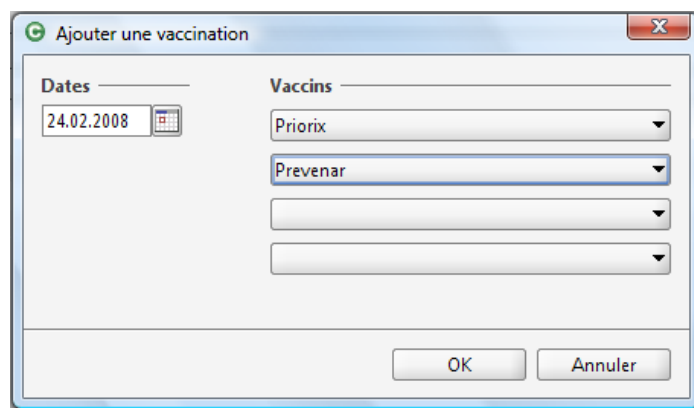 Ajouter une vaccination
Dates
Vaccins
24.02.2008
Priorix
Prevenar
OK
Annuler